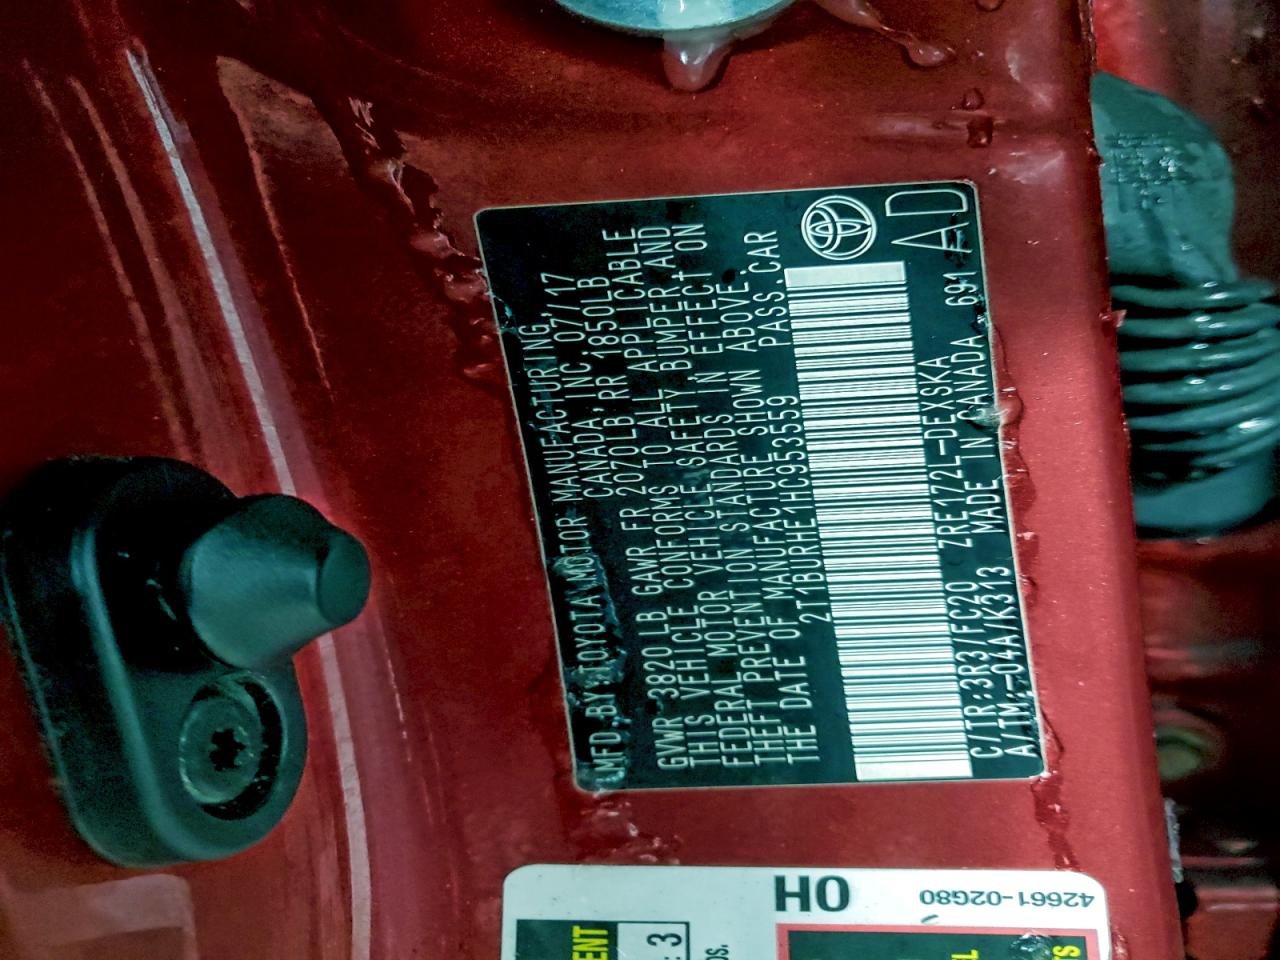 MFD.BY TOYOTA MOTOR MANUFACTURING,
CANADA, INC. 07/17
GVWR 3820 LB GAWR FR 2020LB, RR 1850LB
THIS VEHICLE CONFORMS TO ALL APPLICABLE
FEDERAL MOTOR VEHICLE SAFETY, BUMPER, AND
THEFT PREVENTION STANDARDS IN EFFECT ON
THE DATE OF MANUFACTURE SHOWN ABOVE.
2T1BURHE1HC953559 PASS.CAR
C/TR:3R3/FC20 ZRE172L-DEXSKA
A/TM:-04A/K313 MADE IN CANADA 691
AD
OH
42661-02G80
ENT
: 3